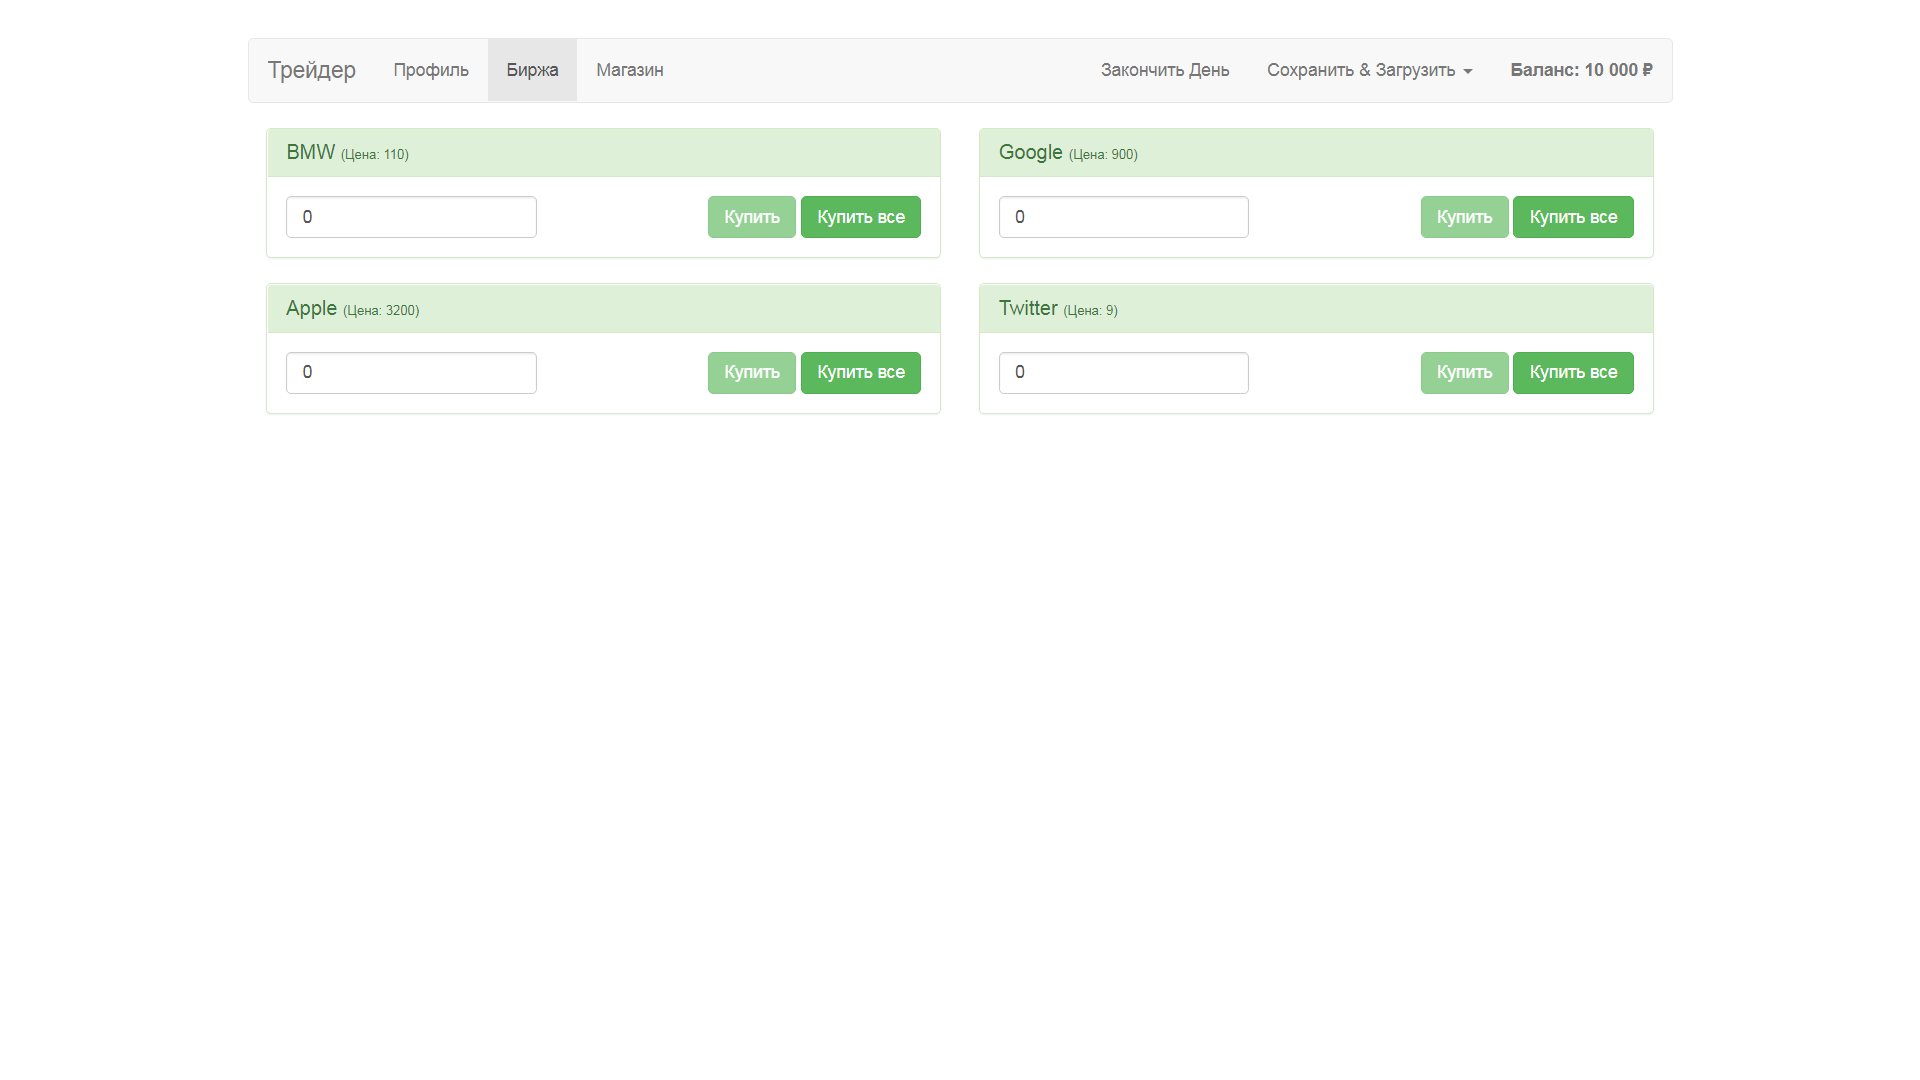 Трейдер Профиль Биржа Магазин Закончить День Сохранить & Загрузить Баланс: 10 000 ₽
BMW (Цена: 110)
0 Купить Купить все
Google (Цена: 900)
0 Купить Купить все
Apple (Цена: 3200)
0 Купить Купить все
Twitter (Цена: 9)
0 Купить Купить все